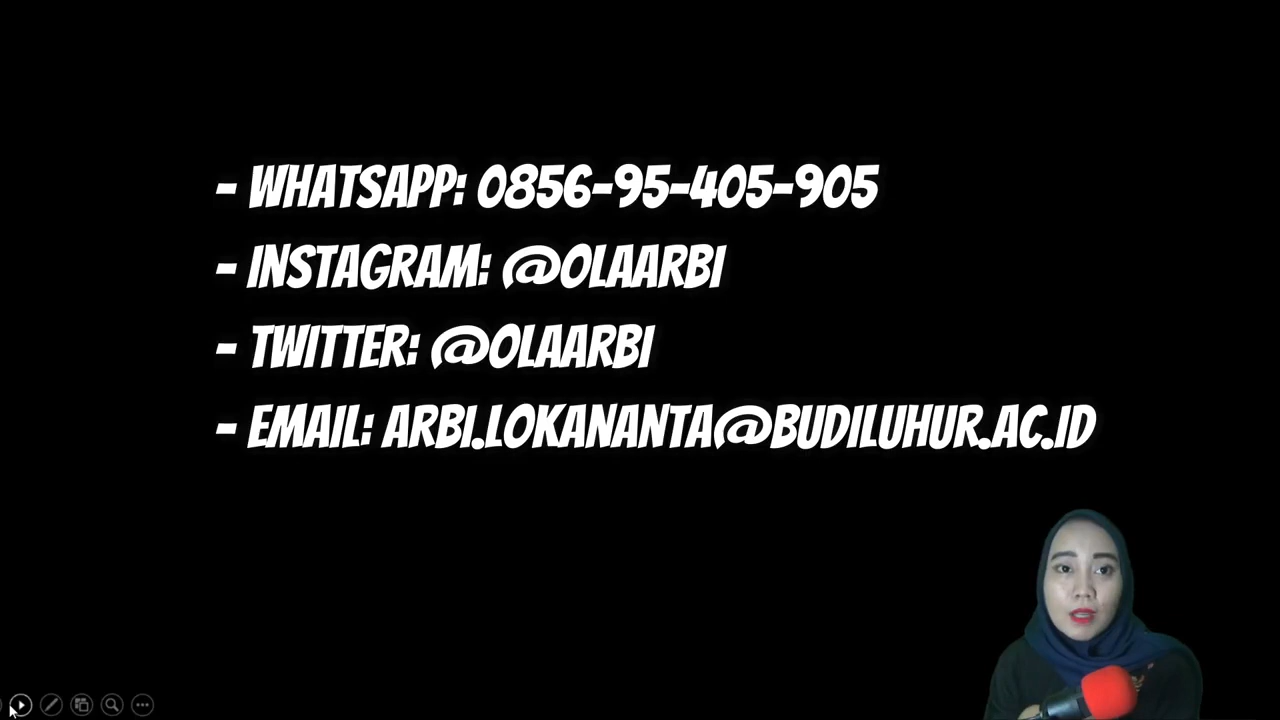 - WHATSAPP: 0856-95-405-905
- INSTAGRAM: @OLAARBI
- TWITTER: @OLAARBI
- EMAIL: ARBI.LOKANANTA@BUDILUHUR.AC.ID